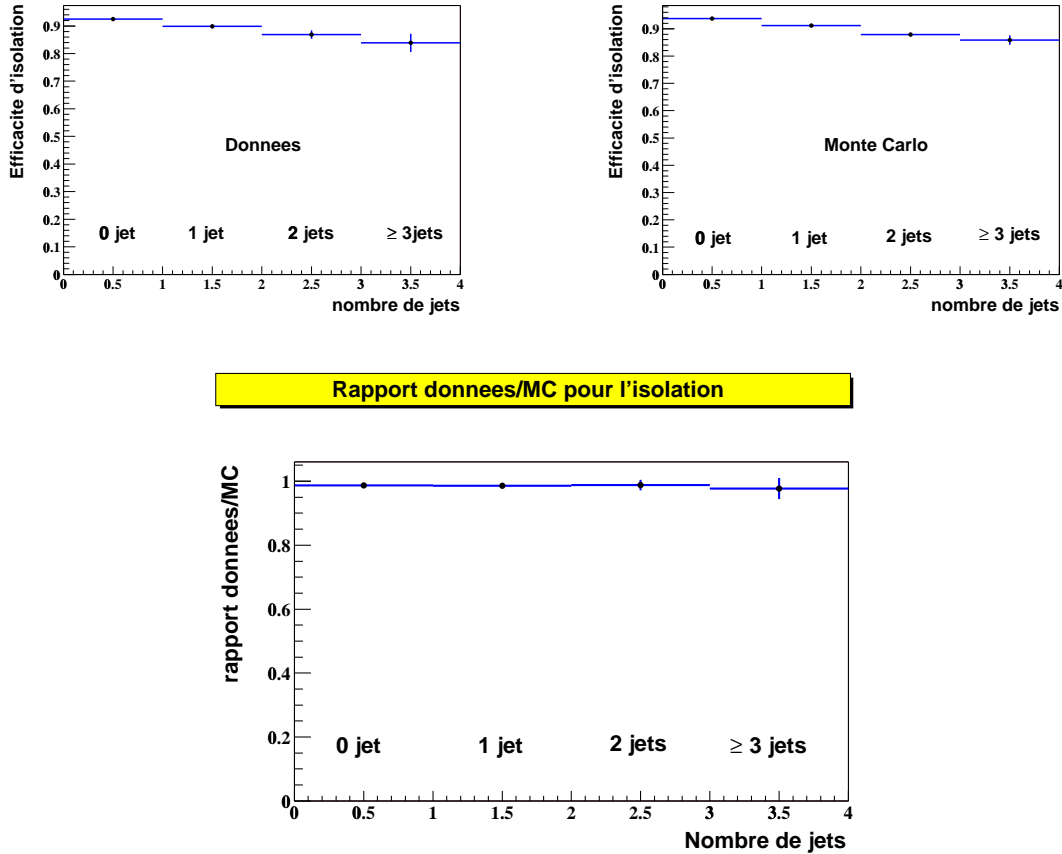 Efficacite d'isolation
0.9
0.8
0.7
0.6
0.5
0.4
0.3
0.2
0.1
0
Donnees
0 jet 1 jet 2 jets ≥ 3jets
0 0.5 1 1.5 2 2.5 3 3.5 4
nombre de jets
Efficacite d'isolation
0.9
0.8
0.7
0.6
0.5
0.4
0.3
0.2
0.1
0
Monte Carlo
0 jet 1 jet 2 jets ≥ 3 jets
0 0.5 1 1.5 2 2.5 3 3.5 4
nombre de jets
Rapport donnees/MC pour l'isolation
rapport donnees/MC
1
0.8
0.6
0.4
0.2
0
0 jet 1 jet 2 jets ≥ 3 jets
0 0.5 1 1.5 2 2.5 3 3.5 4
Nombre de jets